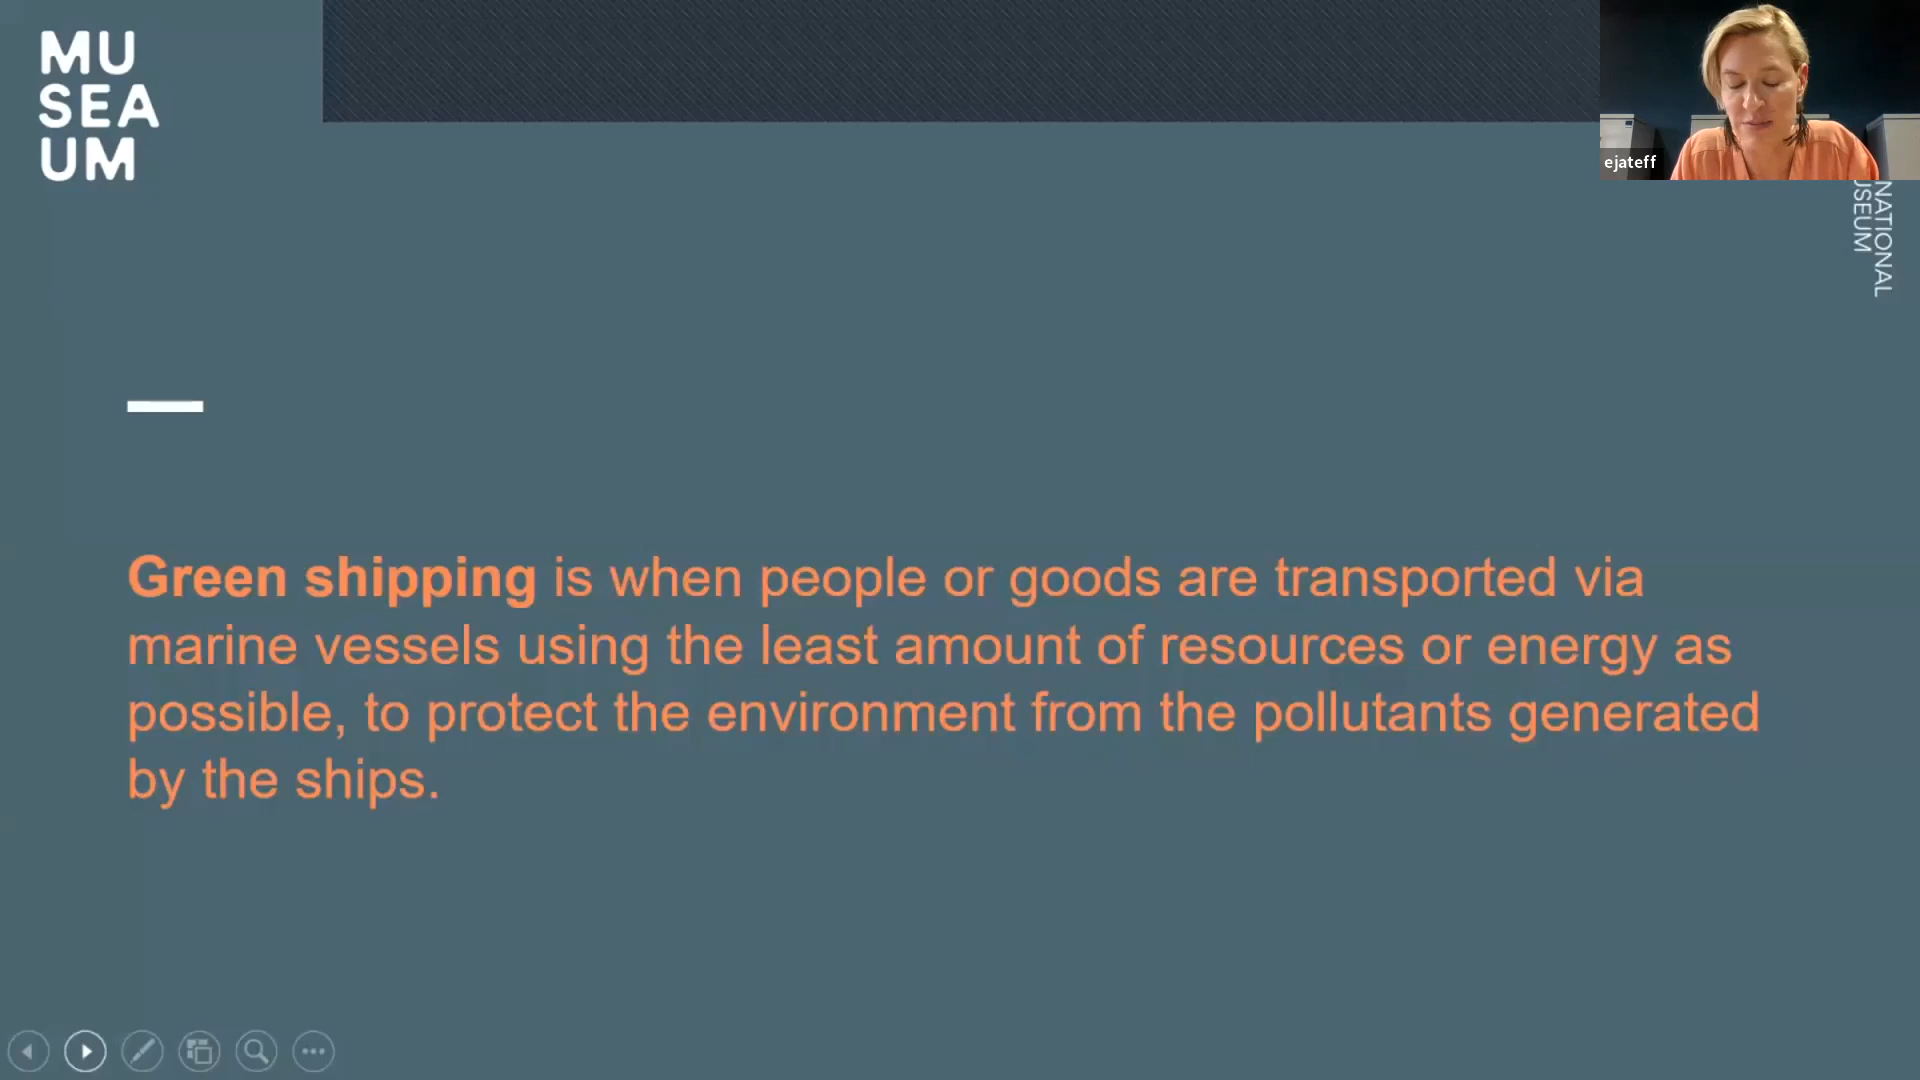 MU
SEA
UM
ejateff
NATIONAL
USEUM
Green shipping is when people or goods are transported via
marine vessels using the least amount of resources or energy as
possible, to protect the environment from the pollutants generated
by the ships.